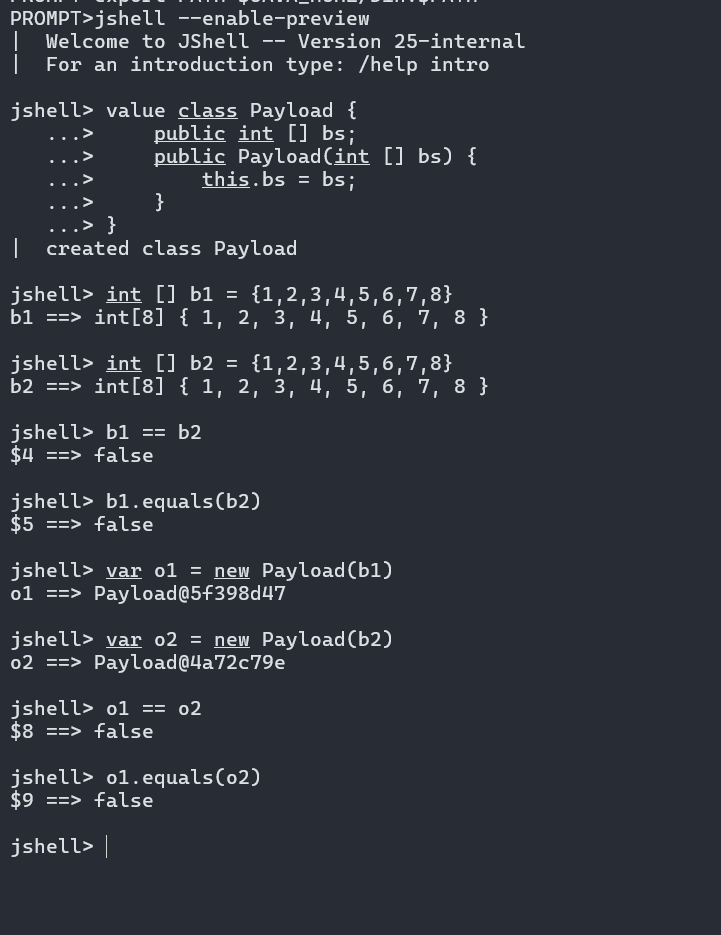 PROMPT>jshell --enable-preview
|  Welcome to JShell -- Version 25-internal
|  For an introduction type: /help intro
jshell> value class Payload {
   ...>     public int [] bs;
   ...>     public Payload(int [] bs) {
   ...>         this.bs = bs;
   ...>     }
   ...> }
|  created class Payload
jshell> int [] b1 = {1,2,3,4,5,6,7,8}
b1 ==> int[8] { 1, 2, 3, 4, 5, 6, 7, 8 }
jshell> int [] b2 = {1,2,3,4,5,6,7,8}
b2 ==> int[8] { 1, 2, 3, 4, 5, 6, 7, 8 }
jshell> b1 == b2
$4 ==> false
jshell> b1.equals(b2)
$5 ==> false
jshell> var o1 = new Payload(b1)
o1 ==> Payload@5f398d47
jshell> var o2 = new Payload(b2)
o2 ==> Payload@4a72c79e
jshell> o1 == o2
$8 ==> false
jshell> o1.equals(o2)
$9 ==> false
jshell>